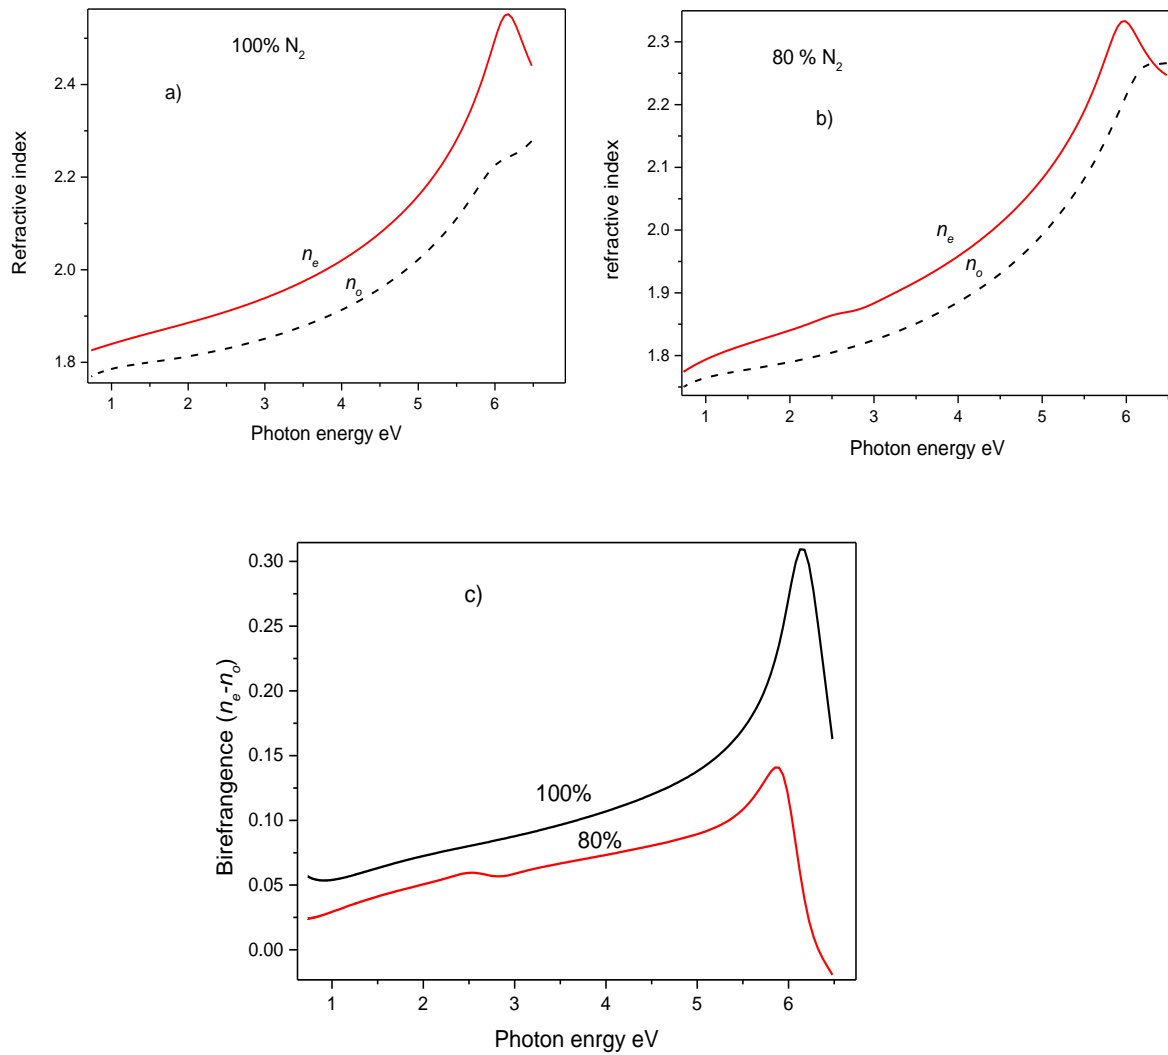 100% N2
a)
2.4
2.2
2.0
1.8
Refractive index
ne
no
1 2 3 4 5 6
Photon energy eV
80 % N2
b)
2.3
2.2
2.1
2.0
1.9
1.8
refractive index
ne
no
1 2 3 4 5 6
Photon energy eV
c)
0.30
0.25
0.20
0.15
0.10
0.05
0.00
Birefrangence (ne-no)
100%
80%
1 2 3 4 5 6
Photon enrgy eV